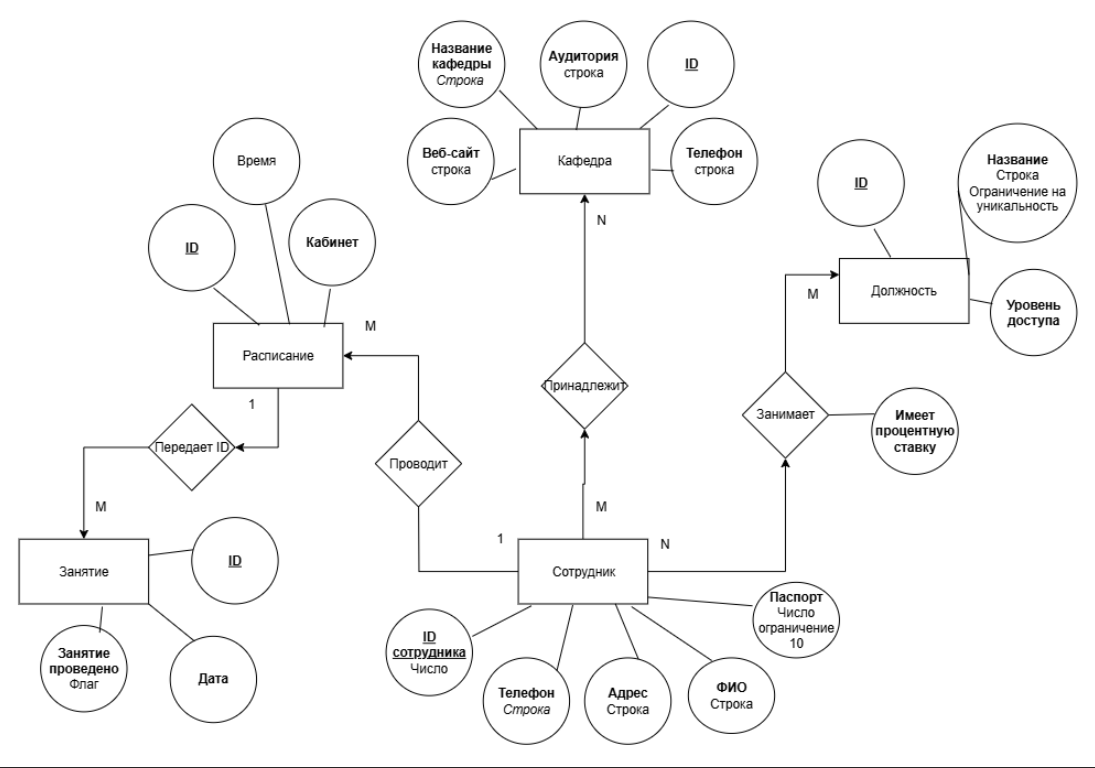 Название
кафедры
Строка
Аудитория
строка
ID
Веб-сайт
строка
Кафедра
Телефон
строка
Время
ID
Кабинет
Расписание
M
N
ID
Название
Строка
Ограничение на
уникальность
Должность
M
Уровень
доступа
1
Передает ID
M
Проводит
Принадлежит
Занимает
Имеет
процентную
ставку
M
1
N
Занятие
ID
Занятие
проведено
Флаг
Дата
Сотрудник
ID
сотрудника
Число
Телефон
Строка
Адрес
Строка
ФИО
Строка
Паспорт
Число
ограничение
10